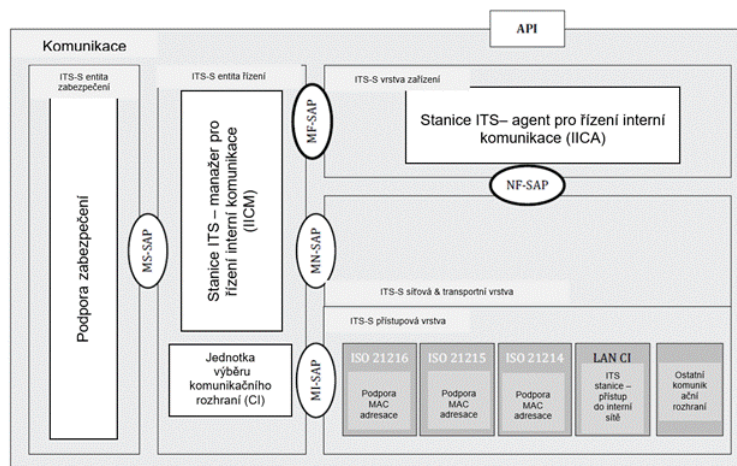 API
Komunikace
ITS-S entita
zabezpečení
Podpora zabezpečení
MS-SAP
ITS-S entita řízení
Stanice ITS – manažer pro
řízení interní komunikace
(IICM)
Jednotka
výběru
komunikačního
rozhraní (CI)
MF-SAP
MN-SAP
MI-SAP
ITS-S vrstva zařízení
Stanice ITS– agent pro řízení interní
komunikace (IICA)
NF-SAP
ITS-S síťová & transportní vrstva
ITS-S přístupová vrstva
ISO 21216
Podpora
MAC
adresace
ISO 21215
Podpora
MAC
adresace
ISO 21214
Podpora
MAC
adresace
LAN CI
ITS
stanice –
přístup
do interní
sítě
Ostatní
komunik
ační
rozhraní